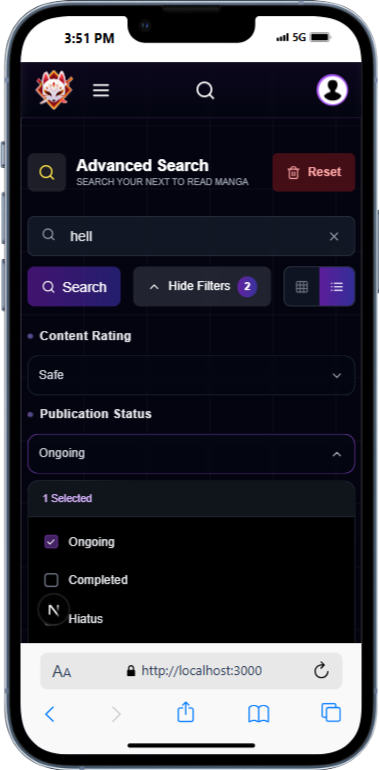 3:51 PM
5G
Advanced Search
SEARCH YOUR NEXT TO READ MANGA
Reset
hell
Search
Hide Filters 2
Content Rating
Safe
Publication Status
Ongoing
1 Selected
Ongoing
Completed
N
Hiatus
AA
http://localhost:3000